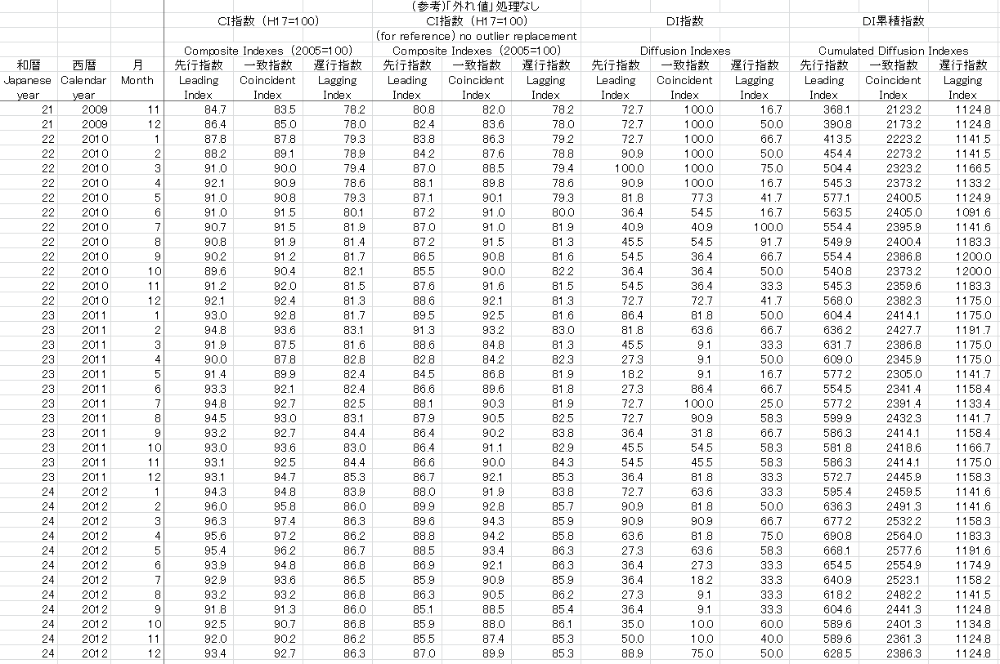 (参考)「外れ値」処理なし
CI指数（H17=100） CI指数（H17=100） DI指数 DI累積指数
(for reference) no outlier replacement
Composite Indexes（2005=100） Composite Indexes（2005=100） Diffusion Indexes Cumulated Diffusion Indexes
和暦 西暦 月 先行指数 一致指数 遅行指数 先行指数 一致指数 遅行指数 先行指数 一致指数 遅行指数 先行指数 一致指数 遅行指数
Japanese Calendar Month Leading Coincident Lagging Leading Coincident Lagging Leading Coincident Lagging Leading Coincident Lagging
year year Index Index Index Index Index Index Index Index Index Index Index Index
21 2009 11 84.7 83.5 78.2 80.8 82.0 78.2 72.7 100.0 16.7 368.1 2123.2 1124.8
21 2009 12 86.4 85.0 78.0 82.4 83.6 78.0 72.7 100.0 50.0 390.8 2173.2 1124.8
22 2010 1 87.8 87.8 79.3 83.8 86.3 79.2 72.7 100.0 66.7 413.5 2223.2 1141.5
22 2010 2 88.2 89.1 78.9 84.2 87.6 78.8 90.9 100.0 50.0 454.4 2273.2 1141.5
22 2010 3 91.0 90.0 79.4 87.0 88.5 79.4 100.0 100.0 75.0 504.4 2323.2 1166.5
22 2010 4 92.1 90.9 78.6 88.1 89.8 78.6 90.9 100.0 16.7 545.3 2373.2 1133.2
22 2010 5 91.0 90.8 79.3 87.1 90.1 79.3 81.8 77.3 41.7 577.1 2400.5 1124.9
22 2010 6 91.0 91.5 80.1 87.2 91.0 80.0 36.4 54.5 16.7 563.5 2405.0 1091.6
22 2010 7 90.7 91.5 81.9 87.0 91.0 81.9 40.9 40.9 100.0 554.4 2395.9 1141.6
22 2010 8 90.8 91.9 81.4 87.2 91.5 81.3 45.5 54.5 91.7 549.9 2400.4 1183.3
22 2010 9 90.2 91.2 81.7 86.5 90.8 81.6 54.5 36.4 66.7 554.4 2386.8 1200.0
22 2010 10 89.6 90.4 82.1 85.5 90.0 82.2 36.4 36.4 50.0 540.8 2373.2 1200.0
22 2010 11 91.2 92.0 81.5 87.6 91.6 81.5 54.5 36.4 33.3 545.3 2359.6 1183.3
22 2010 12 92.1 92.4 81.3 88.6 92.1 81.3 72.7 72.7 41.7 568.0 2382.3 1175.0
23 2011 1 93.0 92.8 81.7 89.5 92.5 81.6 86.4 81.8 50.0 604.4 2414.1 1175.0
23 2011 2 94.8 93.6 83.1 91.3 93.2 83.0 81.8 63.6 66.7 636.2 2427.7 1191.7
23 2011 3 91.9 87.5 81.6 88.6 84.8 81.3 45.5 9.1 33.3 631.7 2386.8 1175.0
23 2011 4 90.0 87.8 82.8 82.8 84.2 82.3 27.3 9.1 50.0 609.0 2345.9 1175.0
23 2011 5 91.4 89.9 82.4 84.5 86.8 81.9 18.2 9.1 16.7 577.2 2305.0 1141.7
23 2011 6 93.3 92.1 82.4 86.6 89.6 81.8 27.3 86.4 66.7 554.5 2341.4 1158.4
23 2011 7 94.8 92.7 82.5 88.1 90.3 81.9 72.7 100.0 25.0 577.2 2391.4 1133.4
23 2011 8 94.5 93.0 83.1 87.9 90.5 82.5 72.7 90.9 58.3 599.9 2432.3 1141.7
23 2011 9 93.2 92.7 84.4 86.4 90.2 83.8 36.4 31.8 66.7 586.3 2414.1 1158.4
23 2011 10 93.0 93.6 83.0 86.4 91.1 82.9 45.5 54.5 58.3 581.8 2418.6 1166.7
23 2011 11 93.1 92.5 84.4 86.6 90.0 84.3 54.5 45.5 58.3 586.3 2414.1 1175.0
23 2011 12 93.1 94.7 85.3 86.7 92.1 85.3 36.4 81.8 33.3 572.7 2445.9 1158.3
24 2012 1 94.3 94.8 83.9 88.0 91.9 83.8 72.7 63.6 33.3 595.4 2459.5 1141.6
24 2012 2 96.0 95.8 86.0 89.9 92.8 85.7 90.9 81.8 50.0 636.3 2491.3 1141.6
24 2012 3 96.3 97.4 86.3 89.6 94.3 85.9 90.9 90.9 66.7 677.2 2532.2 1158.3
24 2012 4 95.6 97.2 86.2 88.8 94.2 85.8 63.6 81.8 75.0 690.8 2564.0 1183.3
24 2012 5 95.4 96.2 86.7 88.5 93.4 86.3 27.3 63.6 58.3 668.1 2577.6 1191.6
24 2012 6 93.9 94.8 86.8 86.9 92.1 86.3 36.4 27.3 33.3 654.5 2554.9 1174.9
24 2012 7 92.9 93.6 86.5 85.9 90.9 85.9 36.4 18.2 33.3 640.9 2523.1 1158.2
24 2012 8 93.2 93.2 86.8 86.3 90.5 86.2 27.3 9.1 33.3 618.2 2482.2 1141.5
24 2012 9 91.8 91.3 86.0 85.1 88.5 85.4 36.4 9.1 33.3 604.6 2441.3 1124.8
24 2012 10 92.5 90.7 86.8 85.9 88.0 86.1 35.0 10.0 60.0 589.6 2401.3 1134.8
24 2012 11 92.0 90.2 86.2 85.5 87.4 85.3 50.0 10.0 40.0 589.6 2361.3 1124.8
24 2012 12 93.4 92.7 86.3 87.0 89.9 85.3 88.9 75.0 50.0 628.5 2386.3 1124.8